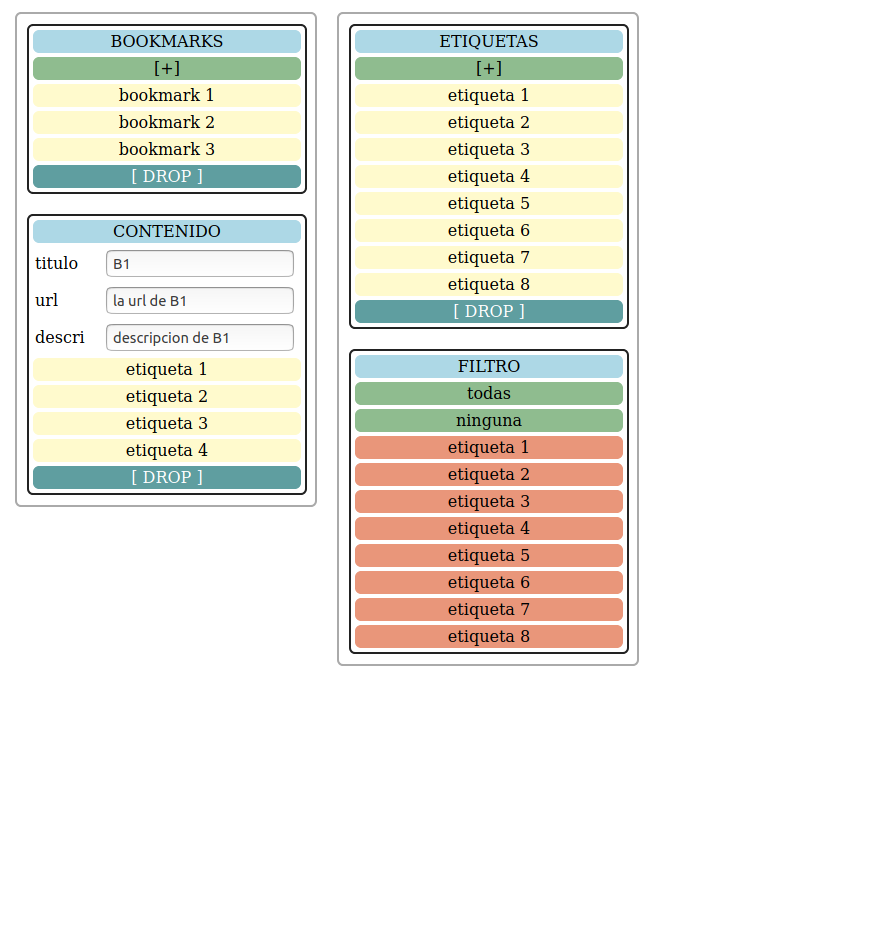 BOOKMARKS
[+]
bookmark 1
bookmark 2
bookmark 3
[ DROP ]
CONTENIDO
titulo B1
url la url de B1
descri descripcion de B1
etiqueta 1
etiqueta 2
etiqueta 3
etiqueta 4
[ DROP ]
ETIQUETAS
[+]
etiqueta 1
etiqueta 2
etiqueta 3
etiqueta 4
etiqueta 5
etiqueta 6
etiqueta 7
etiqueta 8
[ DROP ]
FILTRO
todas
ninguna
etiqueta 1
etiqueta 2
etiqueta 3
etiqueta 4
etiqueta 5
etiqueta 6
etiqueta 7
etiqueta 8